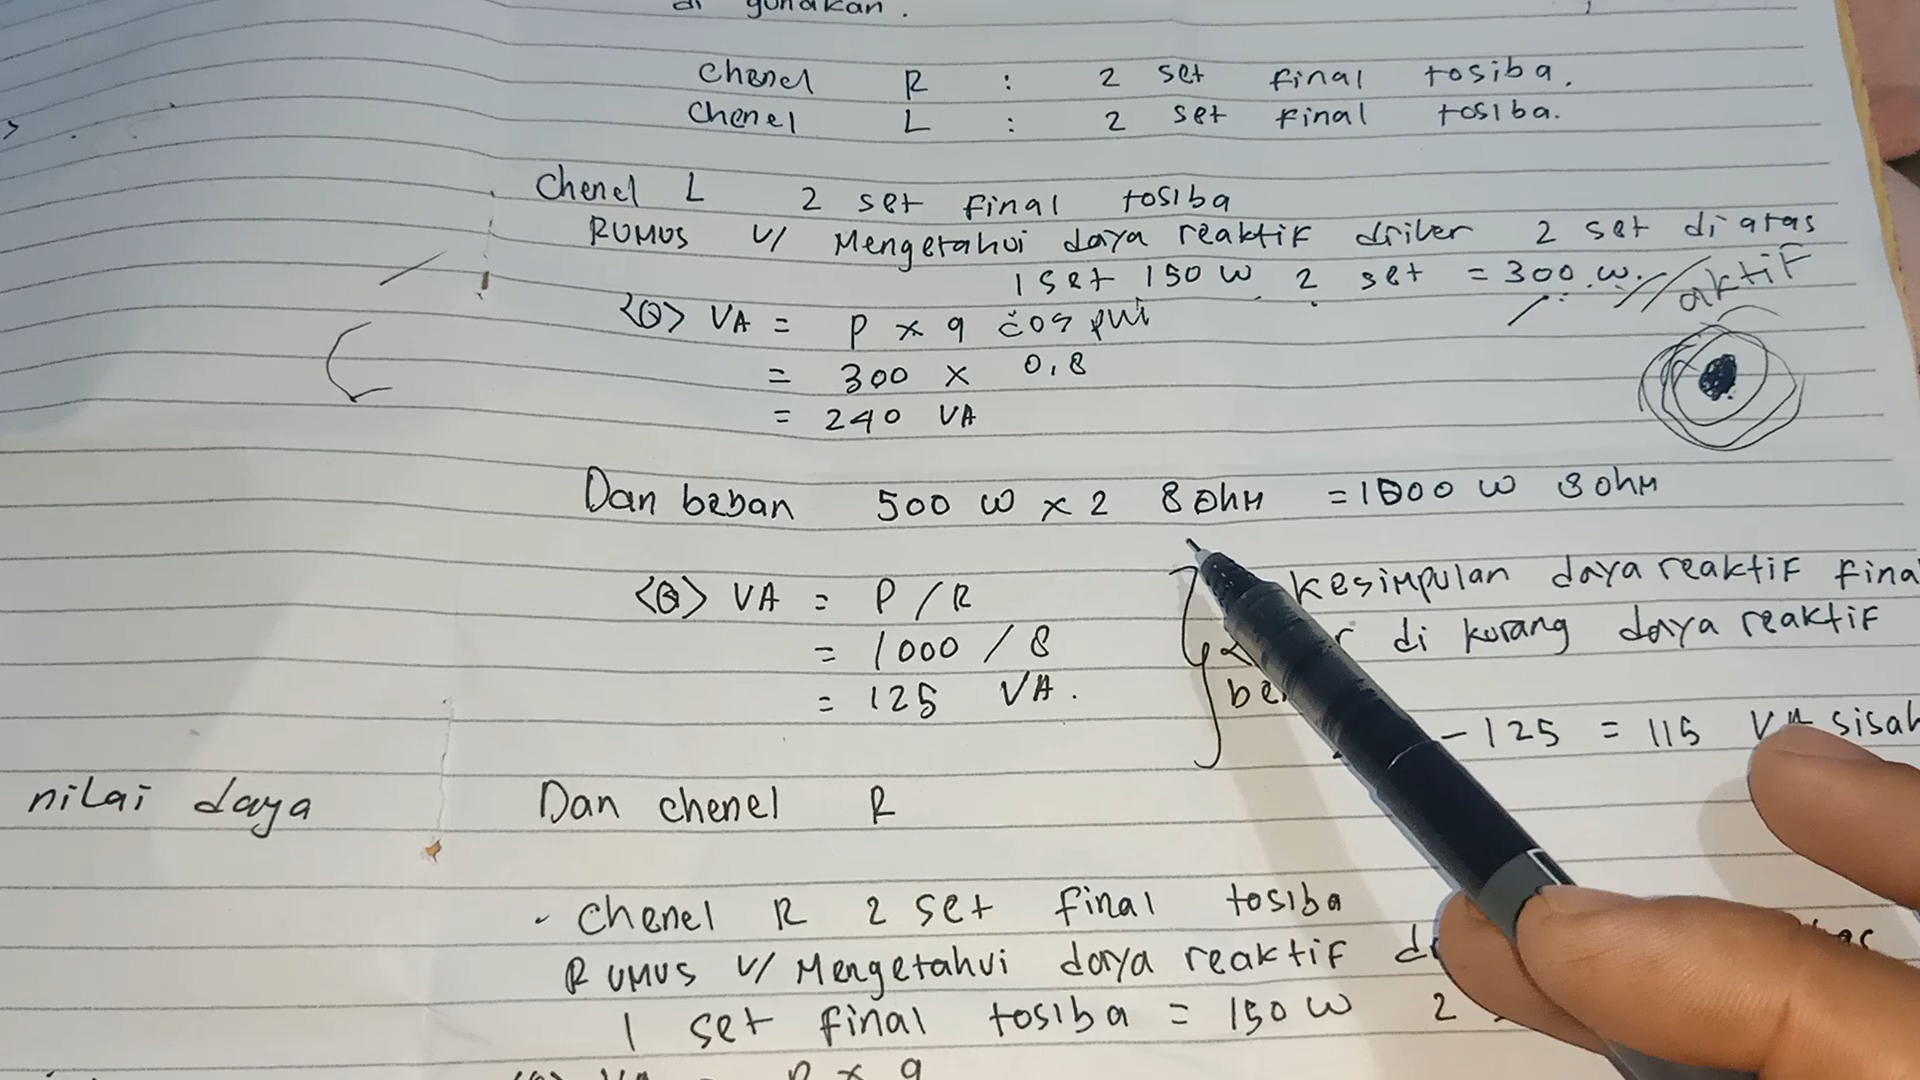 di gunakan.
Chenel R : 2 set final tosiba.
Chenel L : 2 set final tosiba.
Chenel L 2 set final tosiba
RUMUS U/ Mengetahui daya reaktif driver 2 set di atas
1 set 150 W 2 set = 300 W. // aktif
<Q> VA = P x q cos phi
= 300 x 0,8
= 240 VA
Dan beban 500 W x 2 8 Ohm = 1000 W 8 ohm
<Q> VA = P / R
= 1000 / 8
= 125 VA.
kesimpulan daya reaktif fina
di kurang daya reaktif
be
- 125 = 115 VA sisah
nilai daya
Dan chenel R
- Chenel R 2 set final tosiba
RUMUS U/ Mengetahui daya reaktif d
1 set final tosiba = 150 W 2
VA = P x q